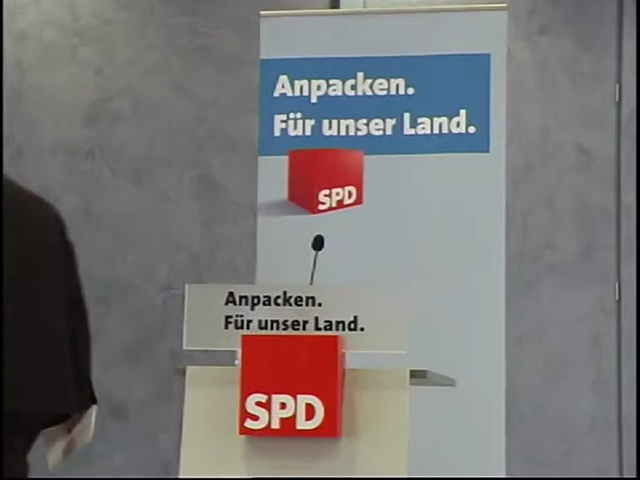 Anpacken.
Für unser Land.
SPD
Anpacken.
Für unser Land.
SPD